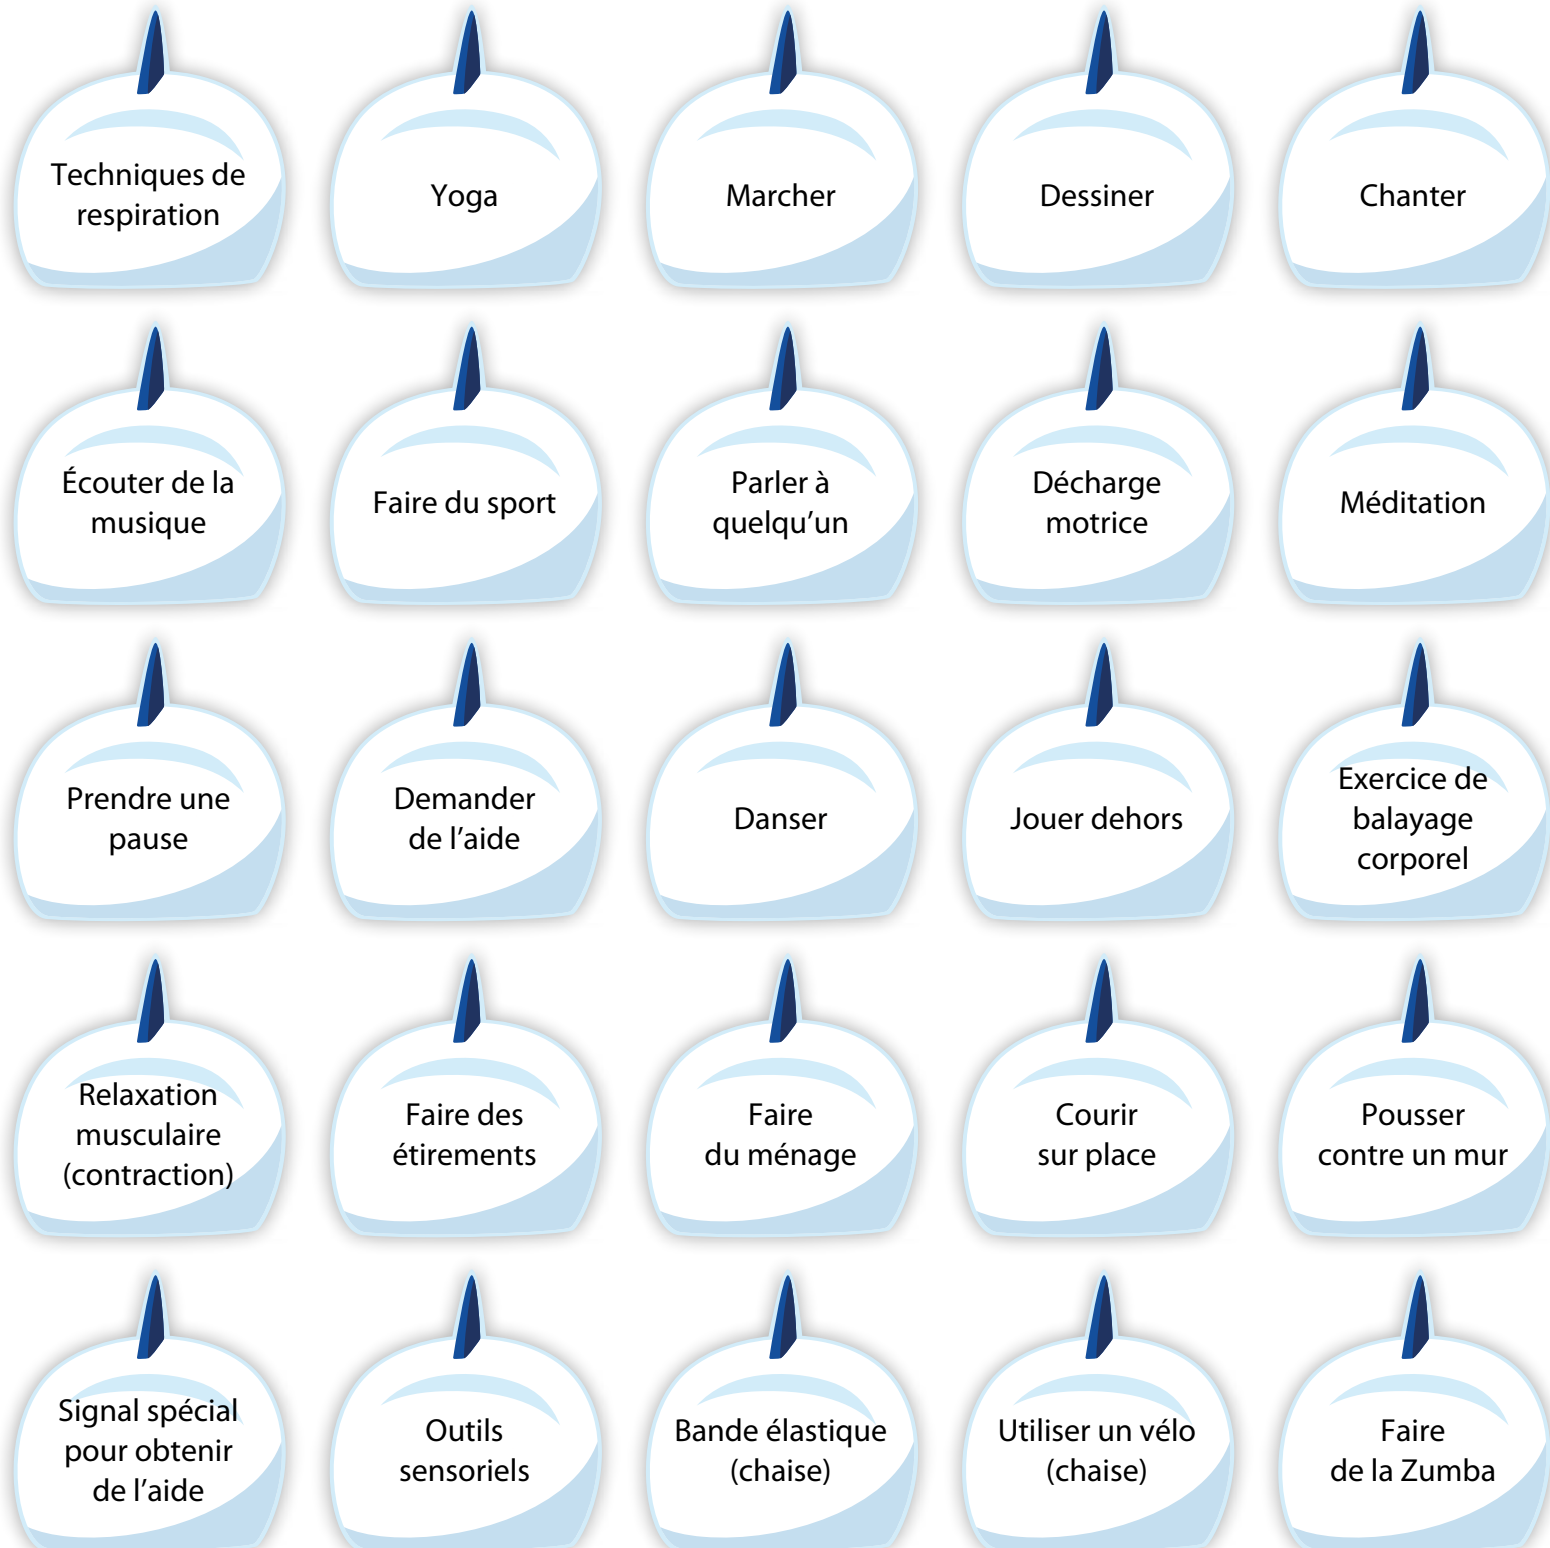 Techniques de
respiration
Yoga
Marcher
Dessiner
Chanter
Écouter de la
musique
Faire du sport
Parler à
quelqu’un
Décharge
motrice
Méditation
Prendre une
pause
Demander
de l’aide
Danser
Jouer dehors
Exercice de
balayage
corporel
Relaxation
musculaire
(contraction)
Faire des
étirements
Faire
du ménage
Courir
sur place
Pousser
contre un mur
Signal spécial
pour obtenir
de l’aide
Outils
sensoriels
Bande élastique
(chaise)
Utiliser un vélo
(chaise)
Faire
de la Zumba